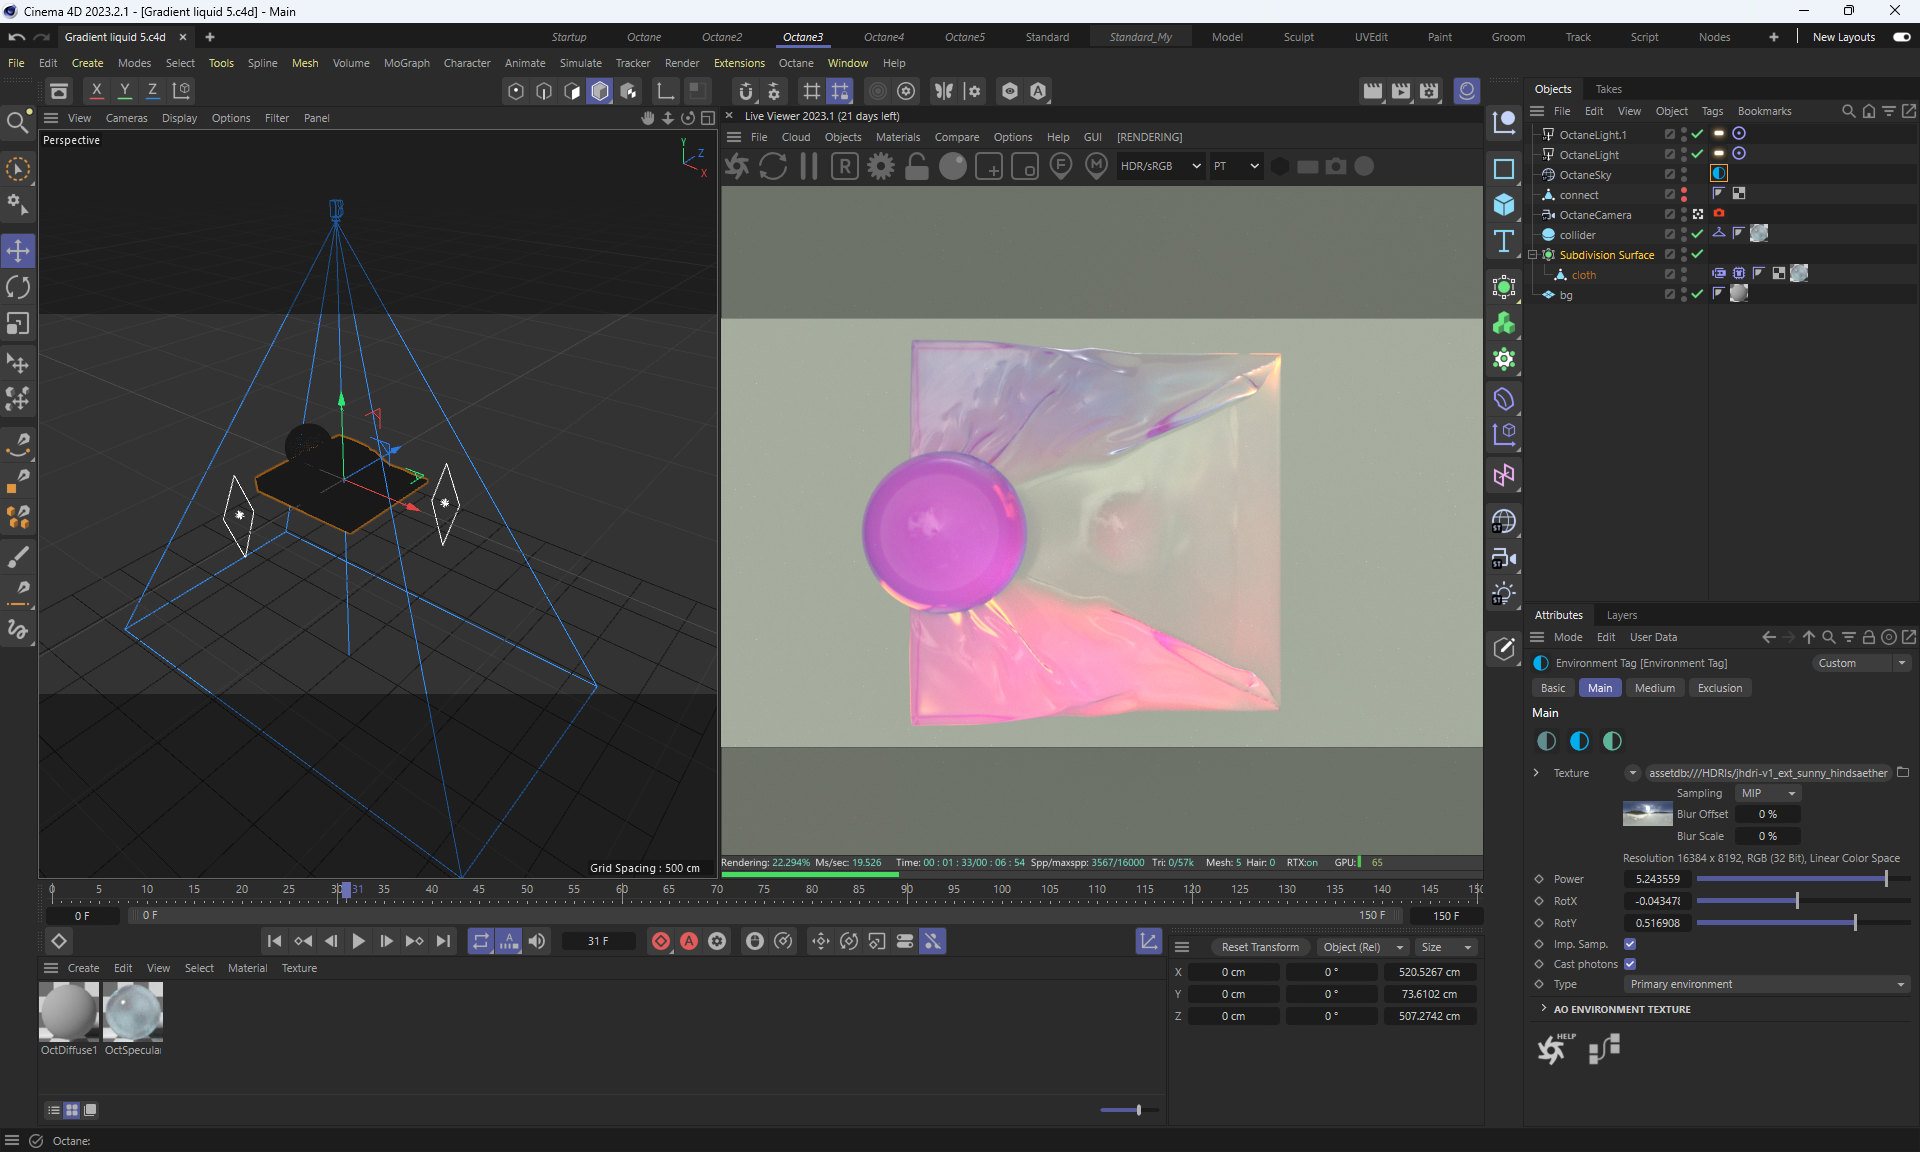 Cinema 4D 2023.2.1 - [Gradient liquid 5.c4d] - Main
Gradient liquid 5.c4d
Startup Octane Octane2 Octane3 Octane4 Octane5 Standard Standard_My Model Sculpt UVEdit Paint Groom Track Script Nodes New Layouts
File Edit Create Modes Select Tools Spline Mesh Volume MoGraph Character Animate Simulate Tracker Render Extensions Octane Window Help
X Y Z
View Cameras Display Options Filter Panel
Perspective
Y
Z
X
Grid Spacing : 500 cm
Live Viewer 2023.1 (21 days left)
File Cloud Objects Materials Compare Options Help GUI [RENDERING]
R F M HDR/sRGB PT
Rendering: 22.294% Ms/sec: 19.526 Time: 00 : 01 : 33/00 : 06 : 54 Spp/maxspp: 3567/16000 Tri: 0/57k Mesh: 5 Hair: 0 RTX:on GPU: 65
T
ST
ST
ST
Objects Takes
File Edit View Object Tags Bookmarks
OctaneLight.1
OctaneLight
OctaneSky
connect
OctaneCamera
collider
Subdivision Surface
cloth
bg
Attributes Layers
Mode Edit User Data
Environment Tag [Environment Tag] Custom
Basic Main Medium Exclusion
Main
Texture assetdb:///HDRIs/jhdri-v1_ext_sunny_hindsaether
Sampling MIP
Blur Offset 0 %
Blur Scale 0 %
Resolution 16384 x 8192, RGB (32 Bit), Linear Color Space
Power 5.243559
RotX -0.04347
RotY 0.516908
Imp. Samp.
Cast photons
Type Primary environment
AO ENVIRONMENT TEXTURE
HELP
0 5 10 15 20 25 30 31 35 40 45 50 55 60 65 70 75 80 85 90 95 100 105 110 115 120 125 130 135 140 145 150
0 F 0 F 150 F 150 F
A 31 F A
Create Edit View Select Material Texture
OctDiffuse1 OctSpecular
Reset Transform Object (Rel) Size
X 0 cm 0 ° 520.5267 cm
Y 0 cm 0 ° 73.6102 cm
Z 0 cm 0 ° 507.2742 cm
Octane: